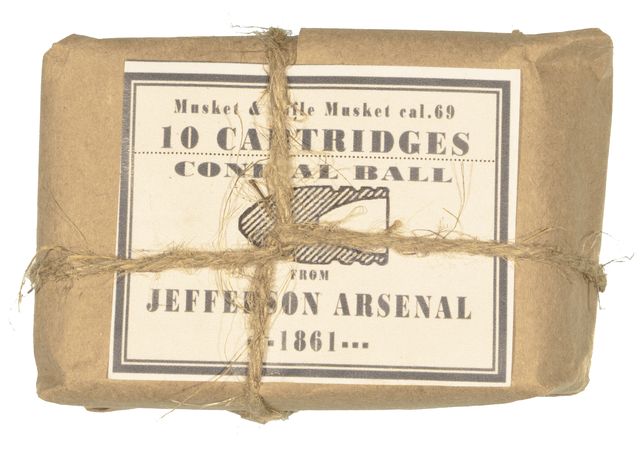 Musket & Rifle Musket cal.69
10 CARTRIDGES
CONICAL BALL
FROM
JEFFERSON ARSENAL
1861